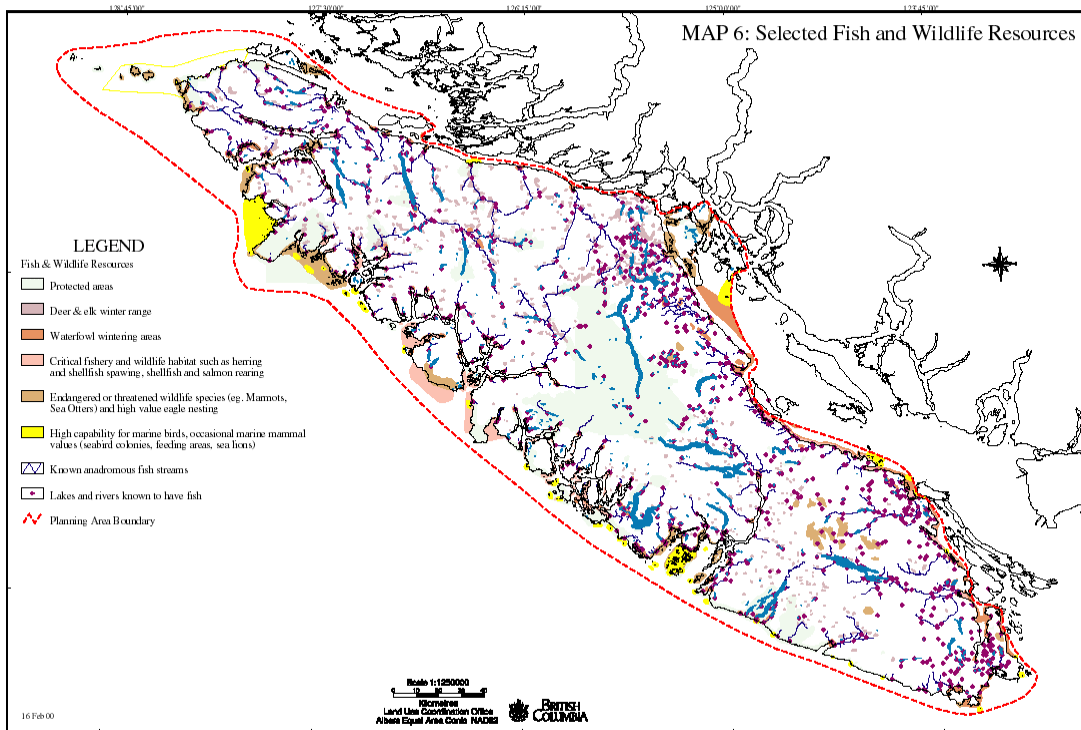 128°45'00" 127°30'00" 126°15'00" 125°00'00" 123°45'00"
MAP 6: Selected Fish and Wildlife Resources
LEGEND
Fish & Wildlife Resources
Protected areas
Deer & elk winter range
Waterfowl wintering areas
Critical fishery and wildlife habitat such as herring
and shellfish spawing, shellfish and salmon rearing
Endangered or threatened wildlife species (eg. Marmots,
Sea Otters) and high value eagle nesting
High capability for marine birds, occasional marine mammal
values (seabird colonies, feeding areas, sea lions)
Known anadromous fish streams
Lakes and rivers known to have fish
Planning Area Boundary
Scale 1:1250000
0 10 20 30 40
Kilometres
Land Use Coordination Office
Albers Equal Area Conic NAD83
BRITISH
COLUMBIA
16 Feb 00